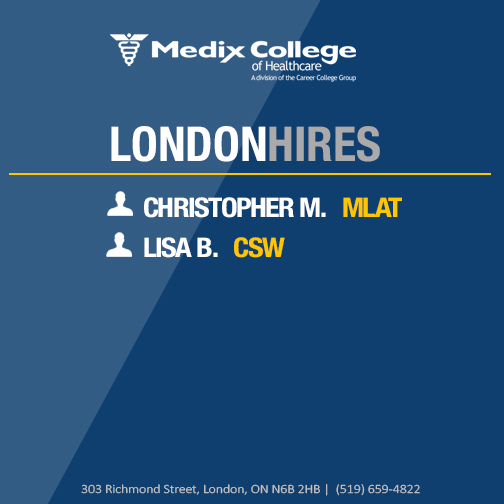 Medix College
of Healthcare
A division of the Career College Group
LONDONHIRES
CHRISTOPHER M. MLAT
LISA B. CSW
303 Richmond Street, London, ON N6B 2HB | (519) 659-4822